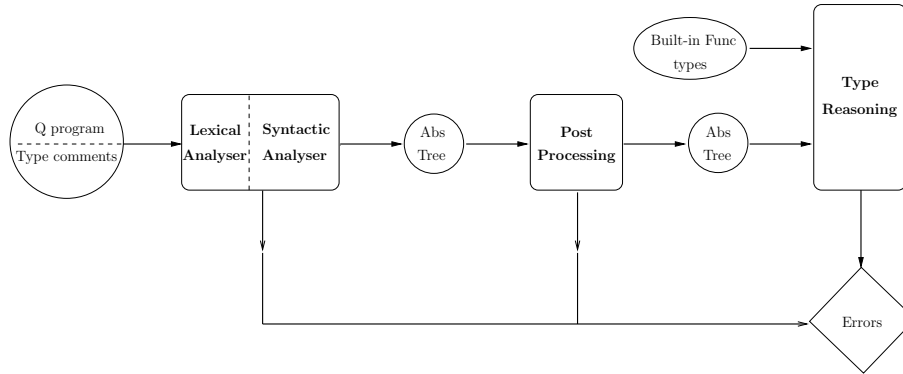 Built-in Func
types
Type
Reasoning
Q program
Type comments
Lexical
Analyser
Syntactic
Analyser
Abs
Tree
Post
Processing
Abs
Tree
Errors